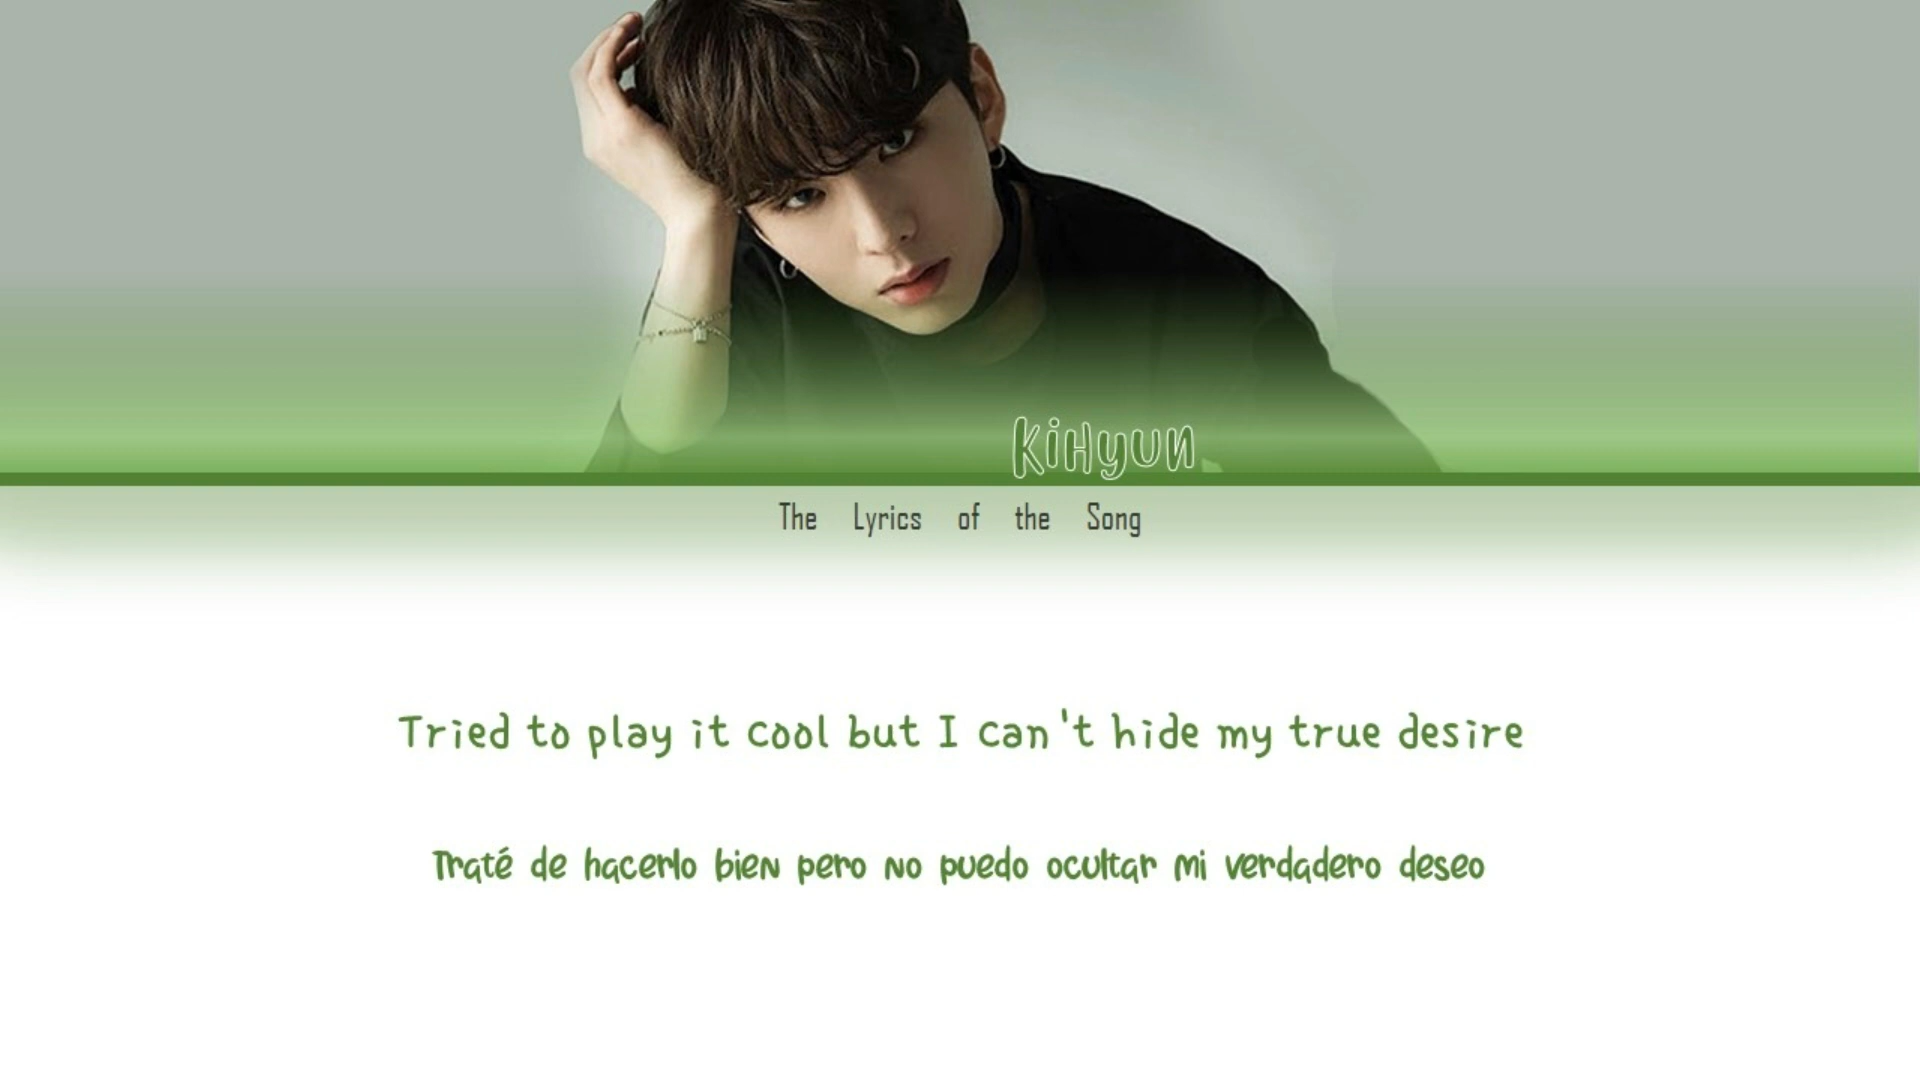 KiHyun
The Lyrics of the Song
Tried to play it cool but I can't hide my true desire
Traté de hacerlo bien pero no puedo ocultar mi verdadero deseo